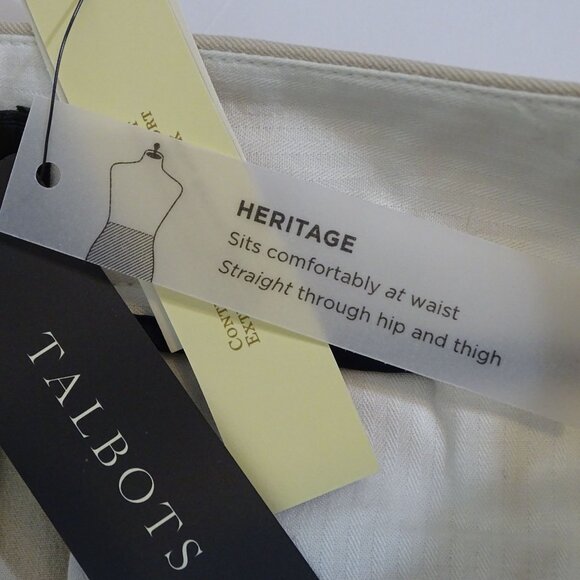 HERITAGE
Sits comfortably at waist
Straight through hip and thigh
TALBOTS